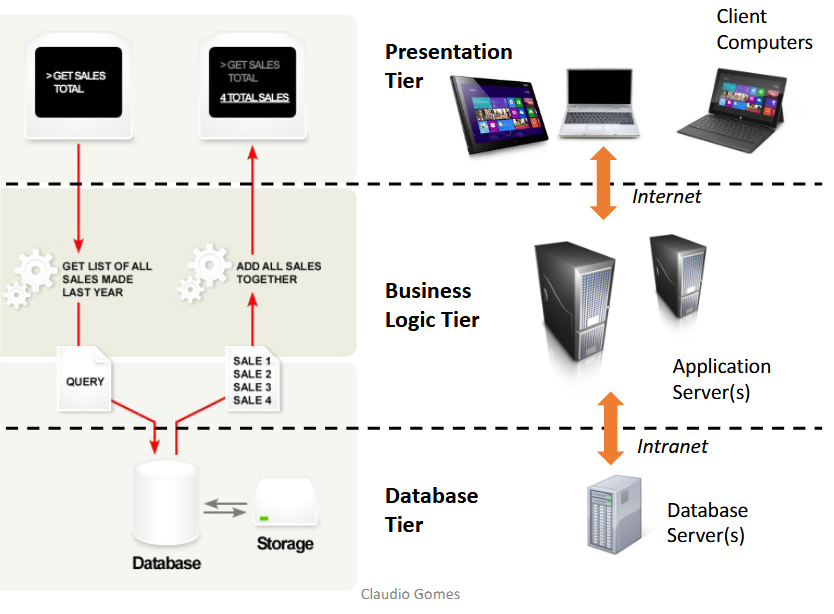 > GET SALES
TOTAL
> GET SALES
TOTAL
4 TOTAL SALES
Presentation
Tier
Client
Computers
Internet
GET LIST OF ALL
SALES MADE
LAST YEAR
ADD ALL SALES
TOGETHER
Business
Logic Tier
Application
Server(s)
QUERY
SALE 1
SALE 2
SALE 3
SALE 4
Intranet
Database
Storage
Database
Tier
Database
Server(s)
Claudio Gomes